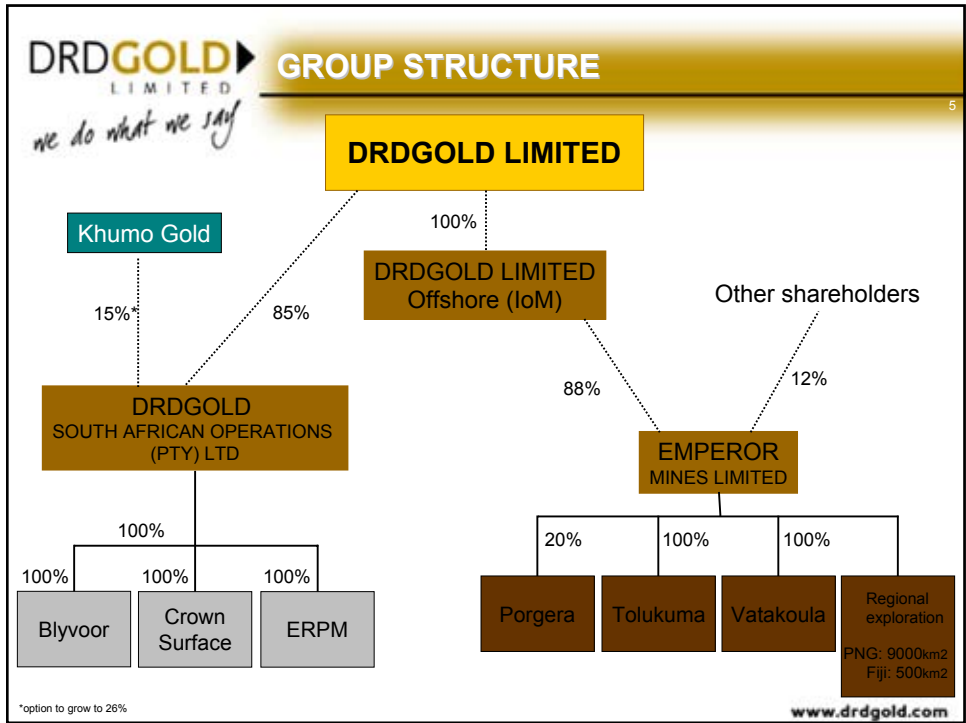 DRDGOLD
LIMITED
we do what we say
GROUP STRUCTURE
5
DRDGOLD LIMITED
Khumo Gold
100%
DRDGOLD LIMITED
Offshore (IoM)
Other shareholders
15%*
85%
88%
12%
DRDGOLD
SOUTH AFRICAN OPERATIONS
(PTY) LTD
EMPEROR
MINES LIMITED
100%
20%
100%
100%
100%
100%
100%
Blyvoor
Crown
Surface
ERPM
Porgera
Tolukuma
Vatakoula
Regional
exploration
PNG: 9000km2
Fiji: 500km2
*option to grow to 26%
www.drdgold.com